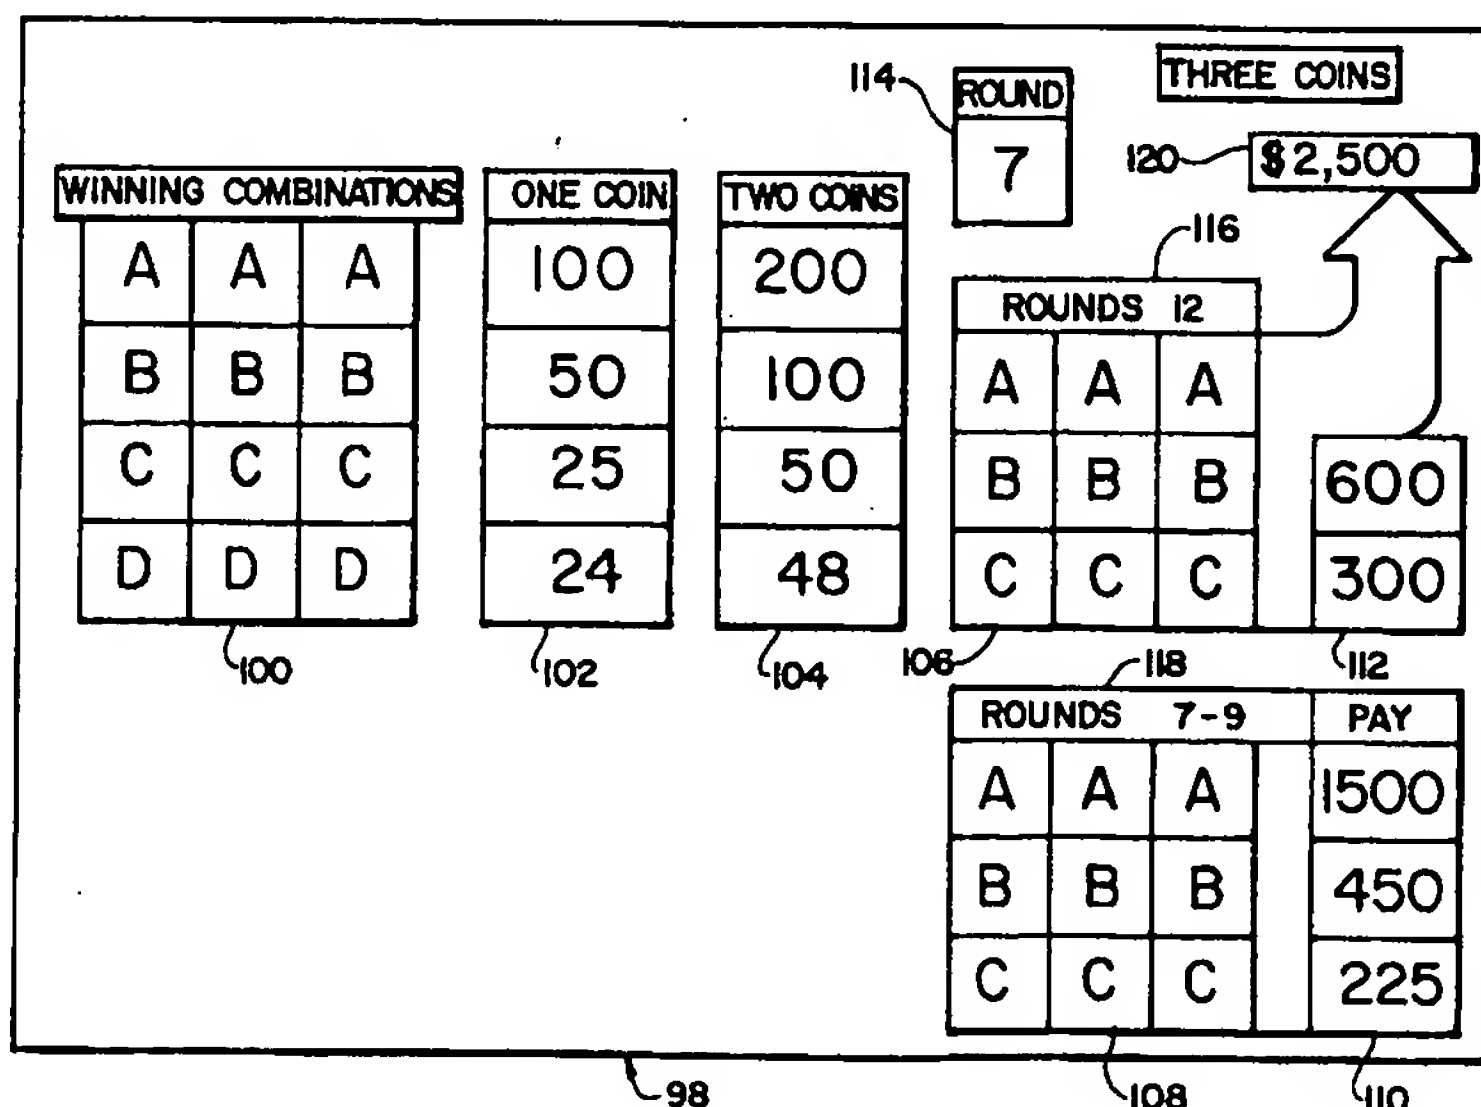 THREE COINS
114
ROUND
7
120
$2,500
WINNING COMBINATIONS
A A A
B B B
C C C
D D D
100
ONE COIN
100
50
25
24
102
TWO COINS
200
100
50
48
104
116
ROUNDS 12
A A A
B B B 600
C C C 300
106
112
118
ROUNDS 7-9 PAY
A A A 1500
B B B 450
C C C 225
108
110
98